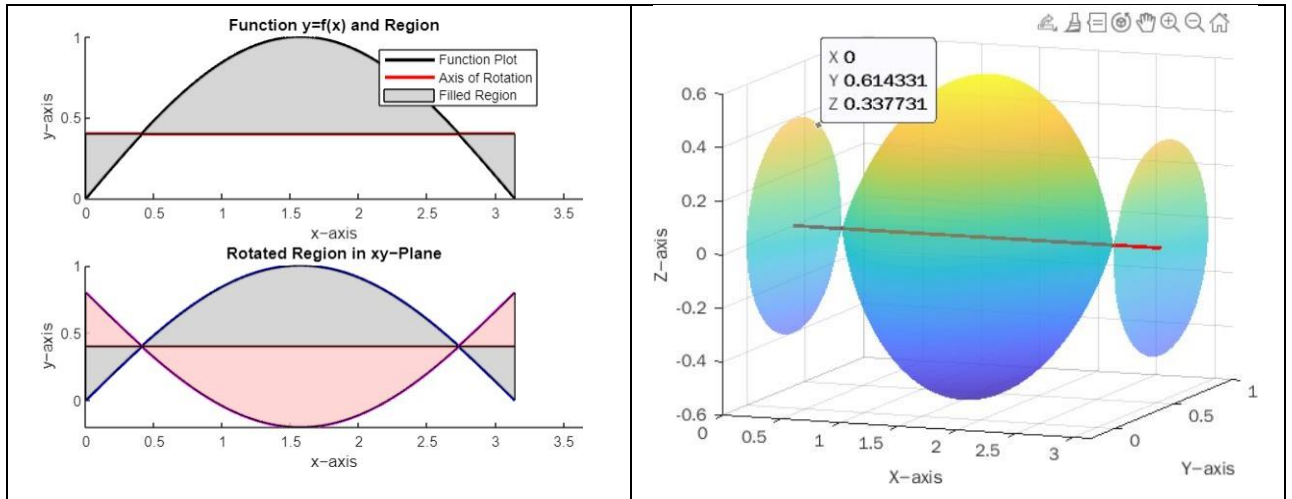 Function y=f(x) and Region
1
0.5
0
y-axis
Function Plot
Axis of Rotation
Filled Region
0 0.5 1 1.5 2 2.5 3 3.5
x-axis
Rotated Region in xy-Plane
1
0.5
0
y-axis
0 0.5 1 1.5 2 2.5 3 3.5
x-axis
X 0
Y 0.614331
Z 0.337731
0.6
0.4
0.2
0
-0.2
-0.4
-0.6
Z-axis
0 0.5 1 1.5 2 2.5 3
X-axis
0 0.5 1
Y-axis